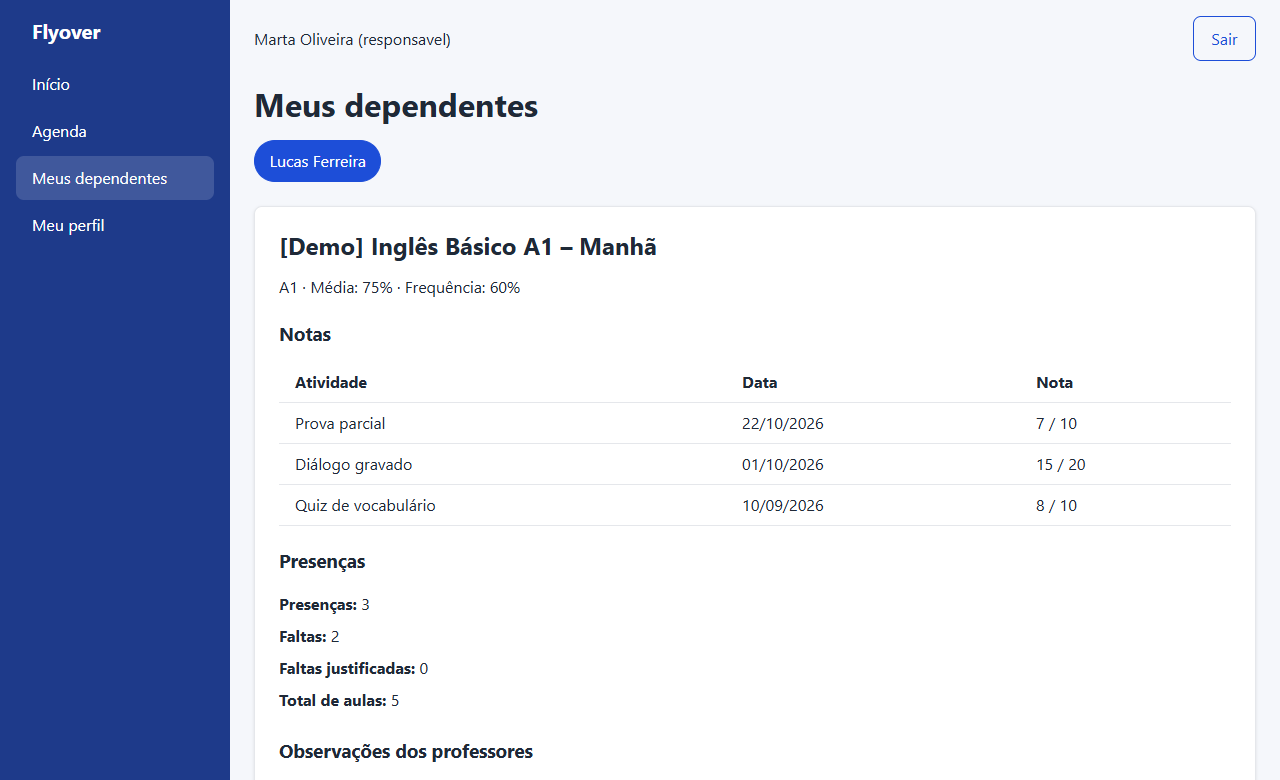 Flyover
Início
Agenda
Meus dependentes
Meu perfil
Marta Oliveira (responsavel)
Sair
Meus dependentes
Lucas Ferreira
[Demo] Inglês Básico A1 – Manhã
A1 · Média: 75% · Frequência: 60%
Notas
Atividade Data Nota
Prova parcial 22/10/2026 7 / 10
Diálogo gravado 01/10/2026 15 / 20
Quiz de vocabulário 10/09/2026 8 / 10
Presenças
Presenças: 3
Faltas: 2
Faltas justificadas: 0
Total de aulas: 5
Observações dos professores